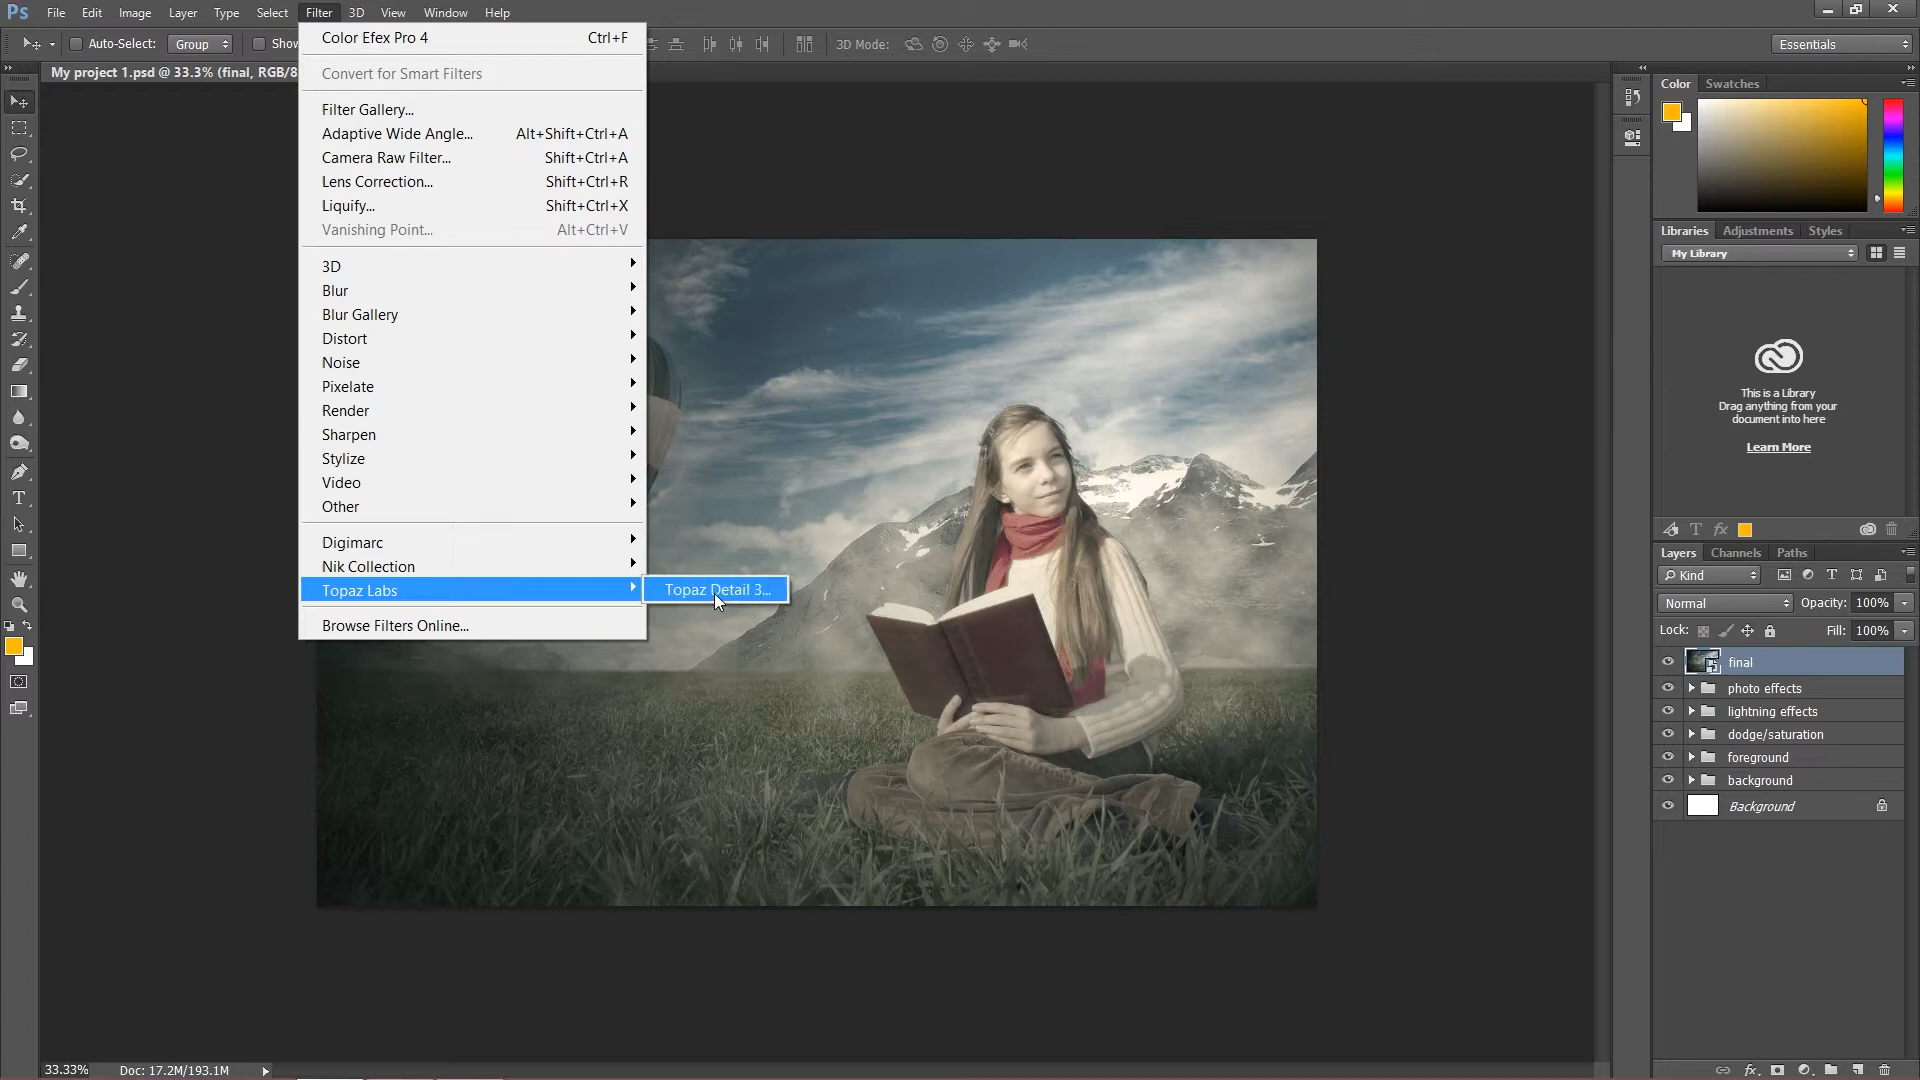 Ps File Edit Image Layer Type Select Filter 3D View Window Help
Auto-Select: Group Show 3D Mode: Essentials
My project 1.psd @ 33.3% (final, RGB/8
Color Efex Pro 4 Ctrl+F
Convert for Smart Filters
Filter Gallery...
Adaptive Wide Angle... Alt+Shift+Ctrl+A
Camera Raw Filter... Shift+Ctrl+A
Lens Correction... Shift+Ctrl+R
Liquify... Shift+Ctrl+X
Vanishing Point... Alt+Ctrl+V
3D
Blur
Blur Gallery
Distort
Noise
Pixelate
Render
Sharpen
Stylize
Video
Other
Digimarc
Nik Collection
Topaz Labs
Topaz Detail 3...
Browse Filters Online...
Color Swatches
Libraries Adjustments Styles
My Library
This is a Library
Drag anything from your
document into here
Learn More
Layers Channels Paths
Kind
Normal Opacity: 100%
Lock: Fill: 100%
final
photo effects
lightning effects
dodge/saturation
foreground
background
Background
33.33% Doc: 17.2M/193.1M